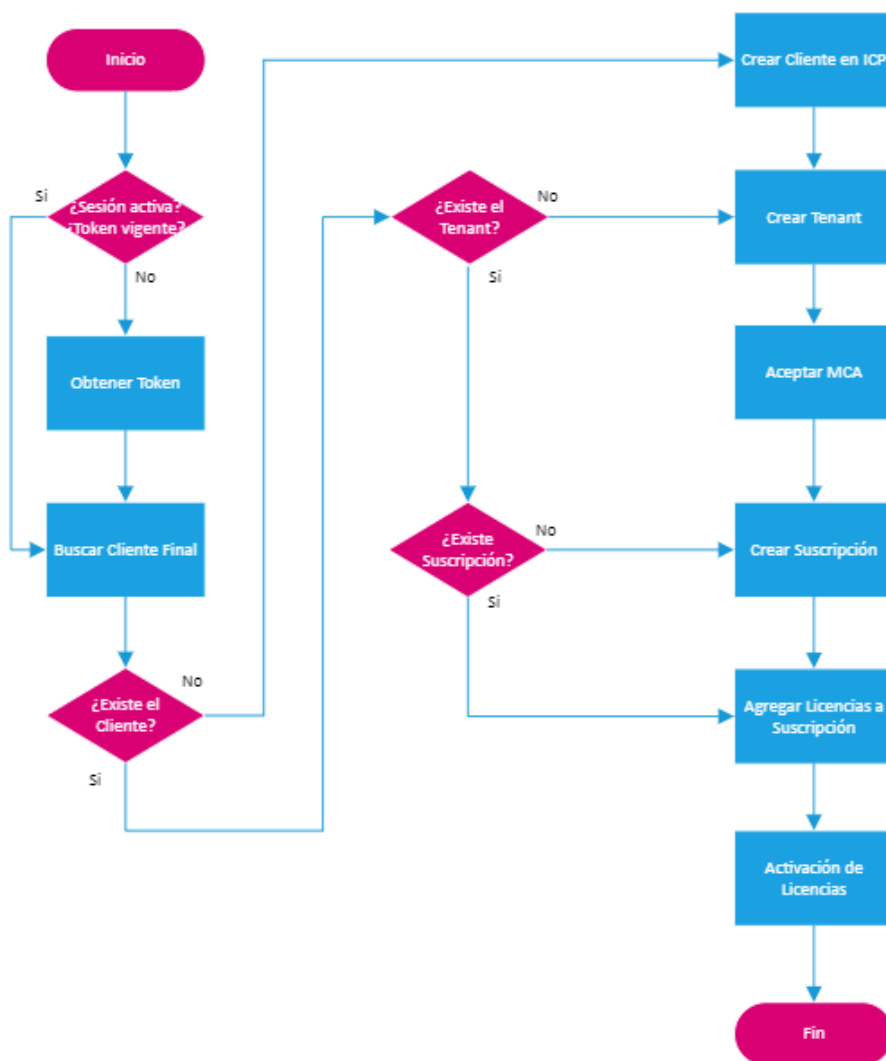 Inicio
¿Sesión activa?
¿Token vigente?
Si
No
Obtener Token
Buscar Cliente Final
¿Existe el
Cliente?
No
Si
¿Existe el
Tenant?
No
Si
¿Existe
Suscripción?
No
Si
Crear Cliente en ICP
Crear Tenant
Aceptar MCA
Crear Suscripción
Agregar Licencias a
Suscripción
Activación de
Licencias
Fin